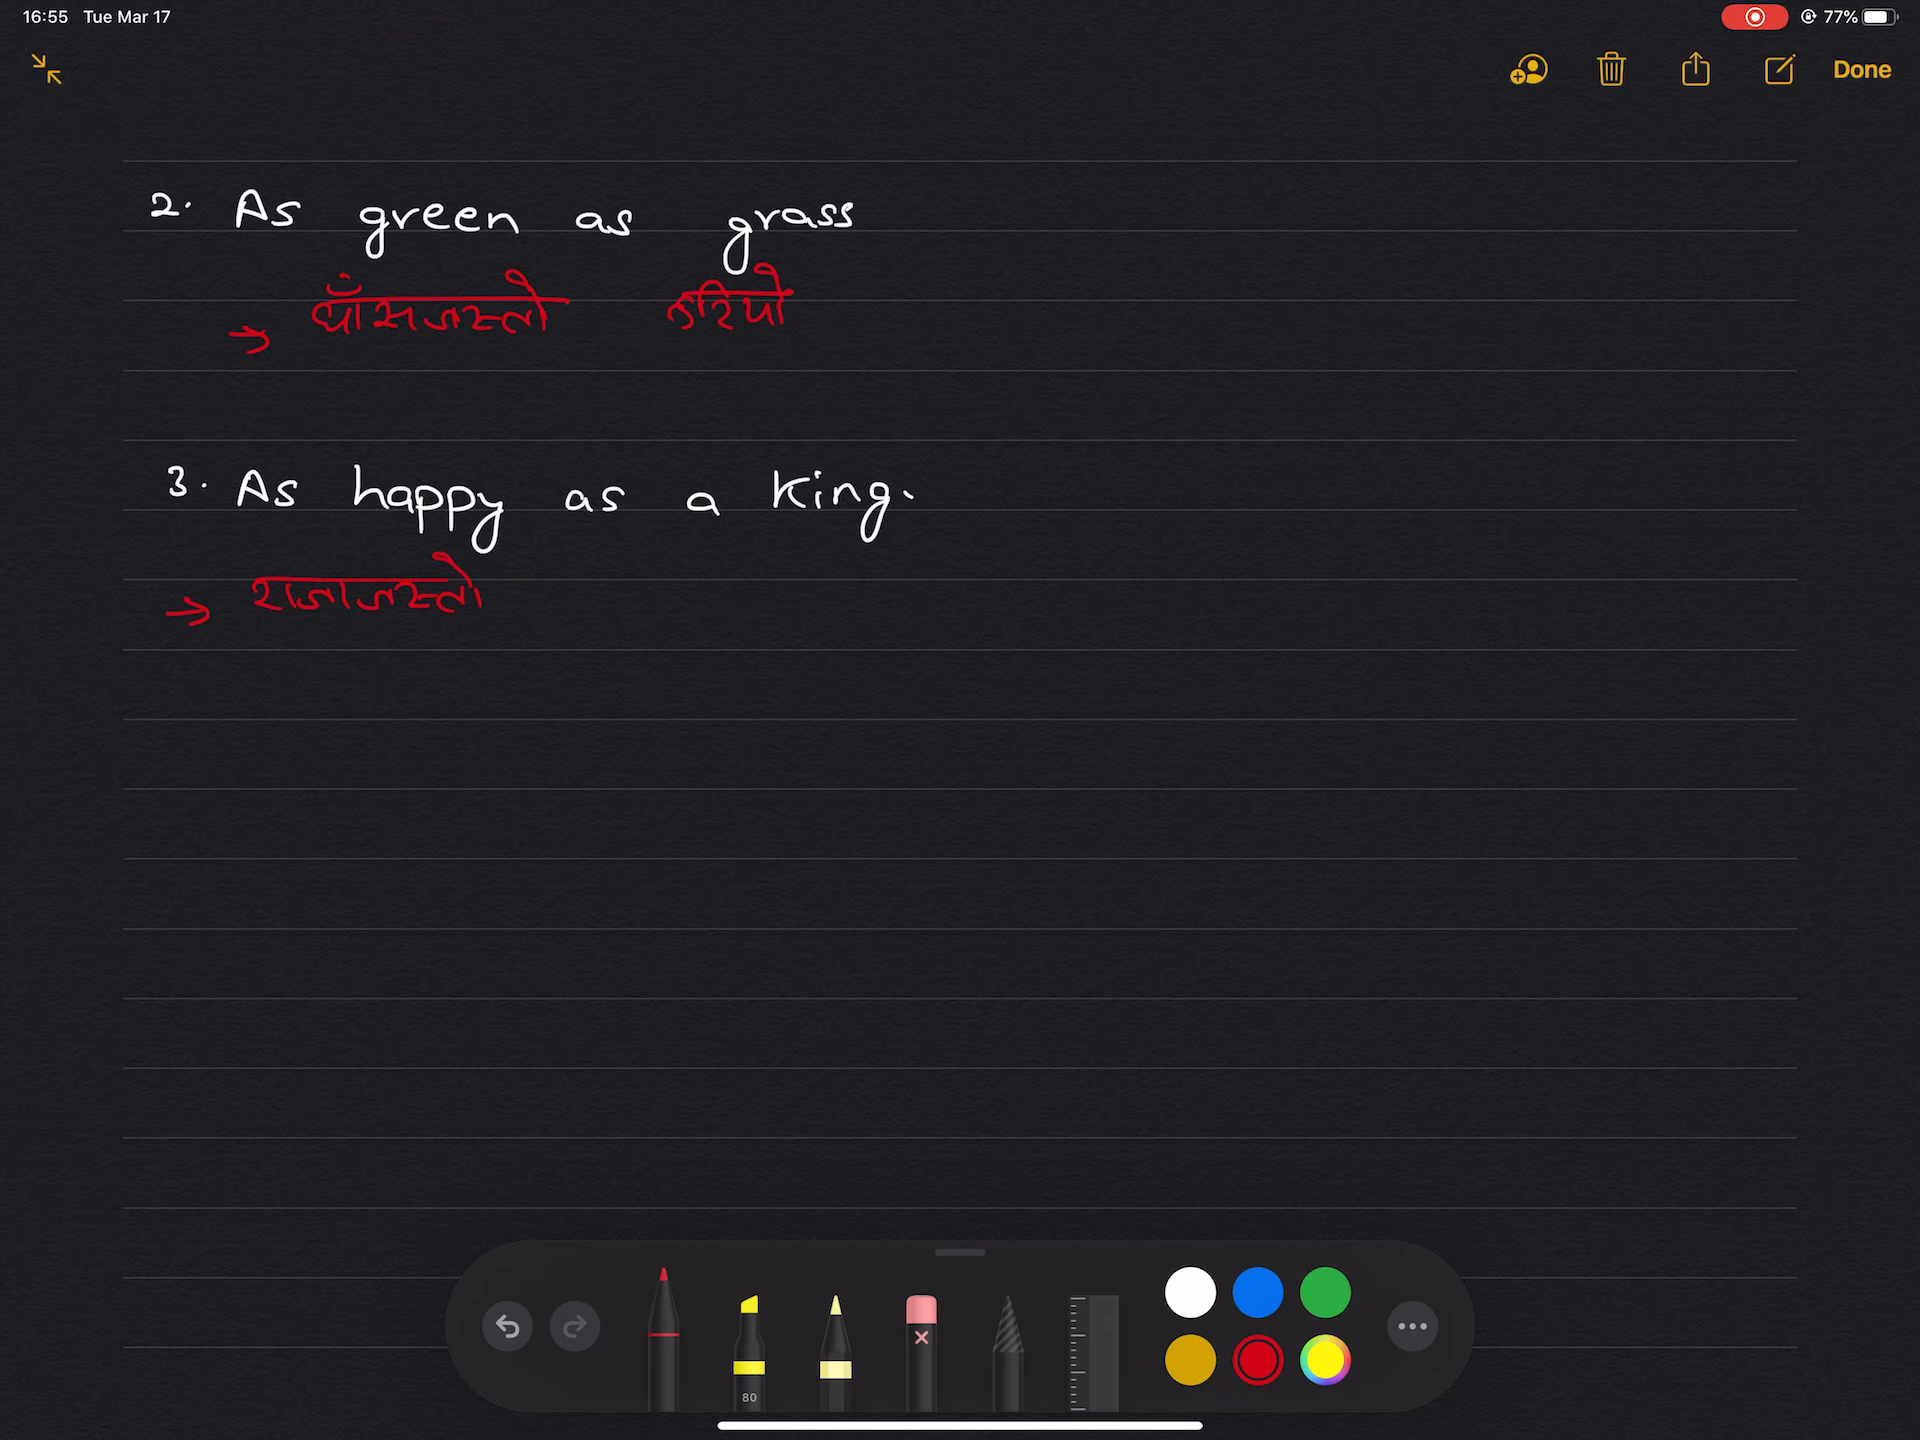 16:55 Tue Mar 17 77%
Done
2. As green as grass
→ घाँसजस्तो हरियो
3. As happy as a king.
→ राजाजस्तो
80